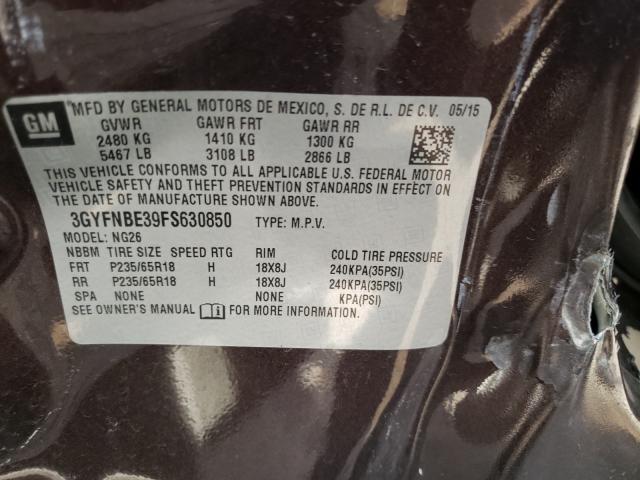 GM
MFD BY GENERAL MOTORS DE MEXICO, S. DE R.L. DE C.V. 05/15
GVWR GAWR FRT GAWR RR
2480 KG 1410 KG 1300 KG
5467 LB 3108 LB 2866 LB
THIS VEHICLE CONFORMS TO ALL APPLICABLE U.S. FEDERAL MOTOR
VEHICLE SAFETY AND THEFT PREVENTION STANDARDS IN EFFECT ON
THE DATE OF MANUFACTURE SHOWN ABOVE.
3GYFNBE39FS630850 TYPE: M.P.V.
MODEL: NG26
NBBM TIRE SIZE SPEED RTG RIM COLD TIRE PRESSURE
FRT P235/65R18 H 18X8J 240KPA(35PSI)
RR P235/65R18 H 18X8J 240KPA(35PSI)
SPA NONE NONE KPA(PSI)
SEE OWNER'S MANUAL FOR MORE INFORMATION.